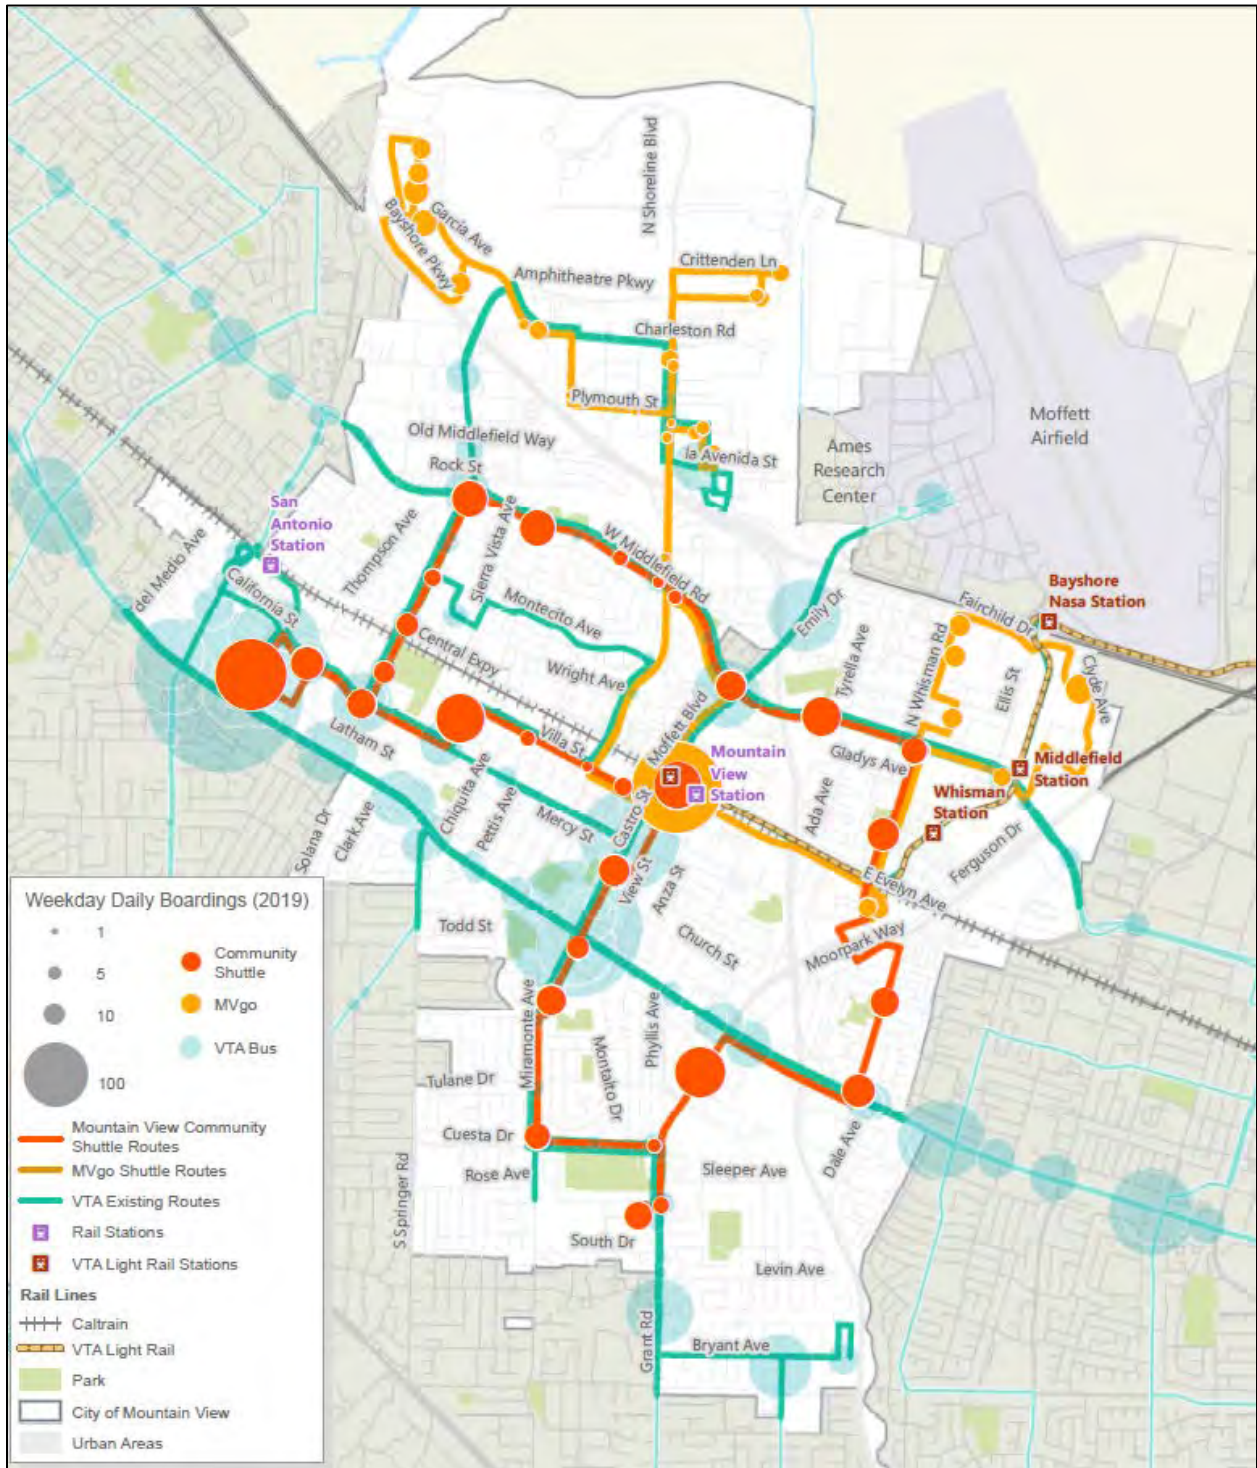 N Shoreline Blvd
Garcia Ave
Bayshore Pkwy
Crittenden Ln
Amphitheatre Pkwy
Charleston Rd
Plymouth St
Moffett
Airfield
Old Middlefield Way
la Avenida St
Ames
Research
Center
Rock St
San
Antonio
Station
Thompson Ave
Sierra Vista Ave
W Middlefield Rd
del Medio Ave
California St
Montecito Ave
Emily Dr
Bayshore
Nasa Station
Fairchild Dr
Central Expy
Wright Ave
Tyrella Ave
N Whisman Rd
Ellis St
Clyde Ave
Latham St
Villa St
Moffett Blvd
Mountain
View
Station
Gladys Ave
Middlefield
Station
Whisman
Station
Chiquita Ave
Pettis Ave
Mercy St
Castro St
Ada Ave
Ferguson Dr
Solana Dr
Clark Ave
View St
Anza St
E Evelyn Ave
Todd St
Church St
Moorpark Way
Miramonte Ave
Phyllis Ave
Montalto Dr
Tulane Dr
Cuesta Dr
Rose Ave
Sleeper Ave
Dale Ave
S Springer Rd
South Dr
Levin Ave
Grant Rd
Bryant Ave
Weekday Daily Boardings (2019)
1
5
10
100
Community
Shuttle
MVgo
VTA Bus
Mountain View Community
Shuttle Routes
MVgo Shuttle Routes
VTA Existing Routes
Rail Stations
VTA Light Rail Stations
Rail Lines
Caltrain
VTA Light Rail
Park
City of Mountain View
Urban Areas